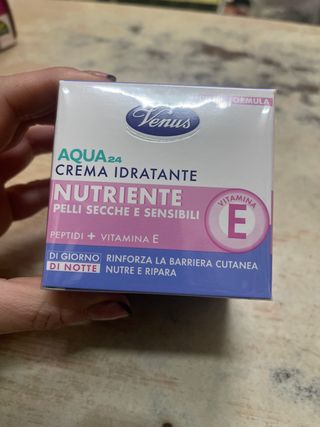 FORMULA
Venus
AQUA24
CREMA IDRATANTE
NUTRIENTE
PELLI SECCHE E SENSIBILI
VITAMINA
E
PEPTIDI + VITAMINA E
DI GIORNO RINFORZA LA BARRIERA CUTANEA
DI NOTTE NUTRE E RIPARA